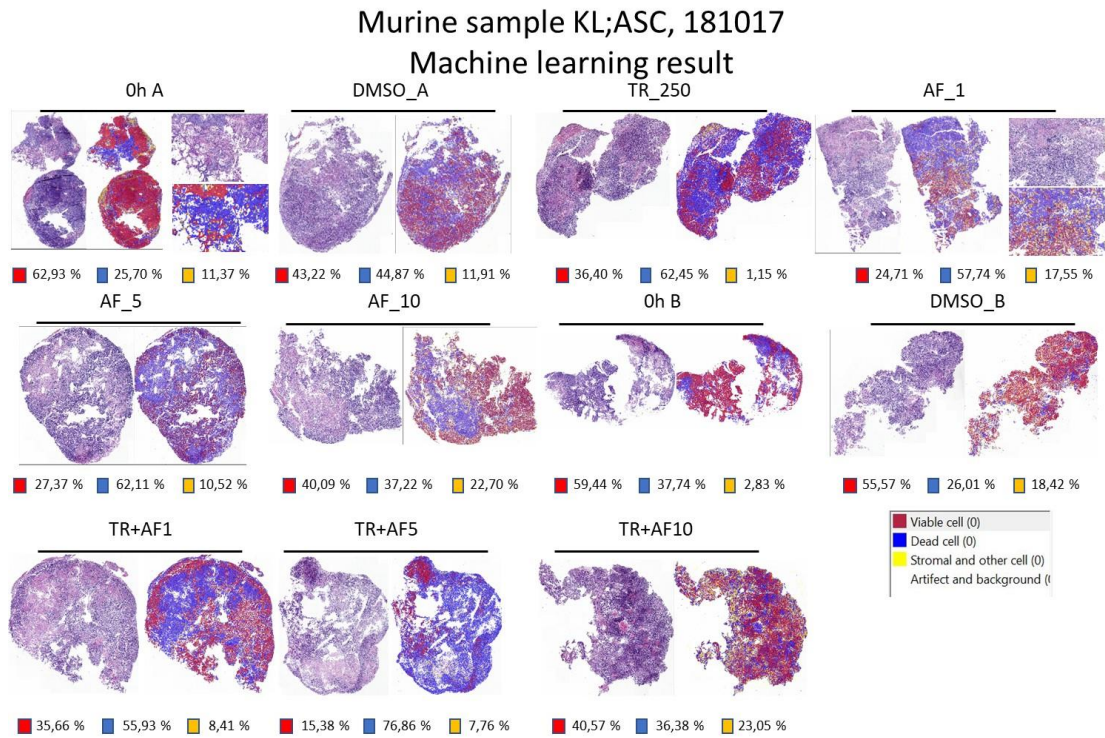 Murine sample KL;ASC, 181017
Machine learning result
0h A
DMSO_A
TR_250
AF_1
62,93 % 25,70 % 11,37 %
43,22 % 44,87 % 11,91 %
36,40 % 62,45 % 1,15 %
24,71 % 57,74 % 17,55 %
AF_5
AF_10
0h B
DMSO_B
27,37 % 62,11 % 10,52 %
40,09 % 37,22 % 22,70 %
59,44 % 37,74 % 2,83 %
55,57 % 26,01 % 18,42 %
Viable cell (0)
Dead cell (0)
Stromal and other cell (0)
Artifect and background (
TR+AF1
TR+AF5
TR+AF10
35,66 % 55,93 % 8,41 %
15,38 % 76,86 % 7,76 %
40,57 % 36,38 % 23,05 %